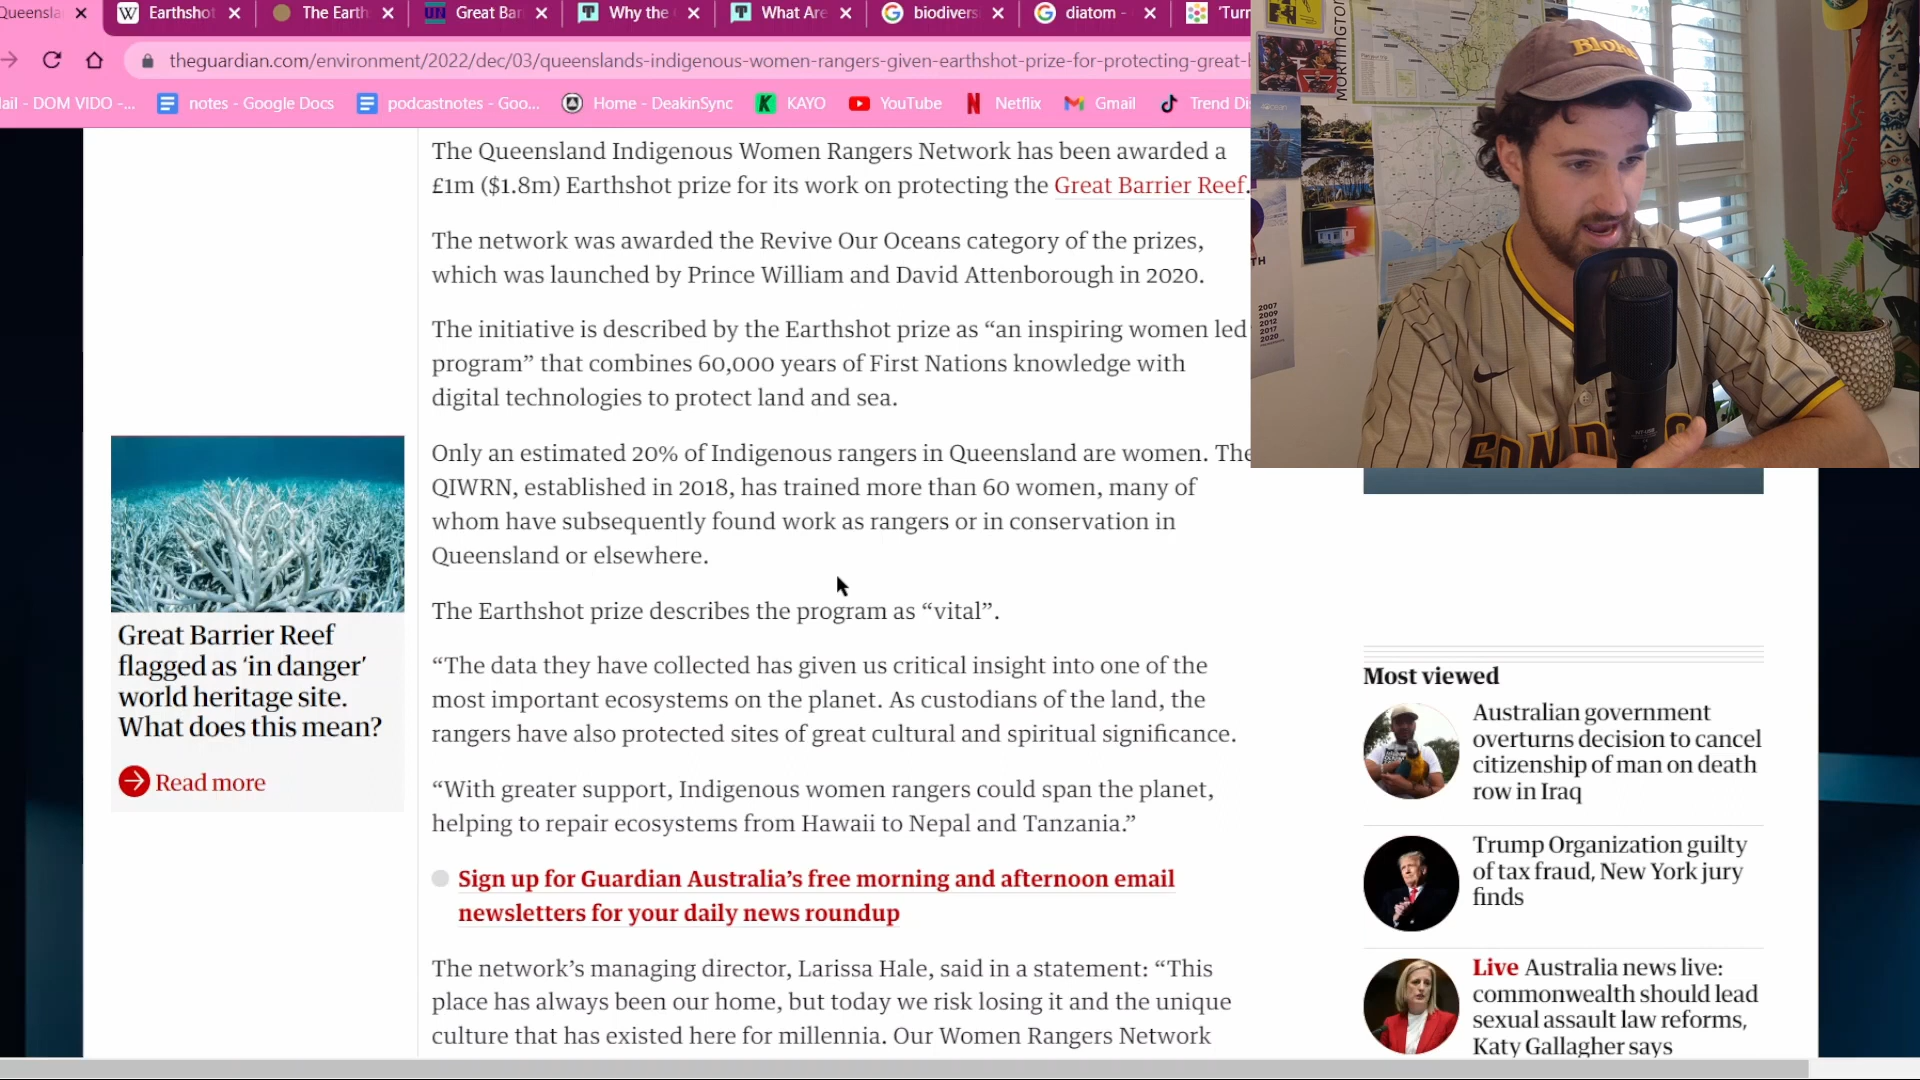 Queensla
Earthshot
The Earth
UN Great Bar
Why the
What Are
biodivers
diatom -
'Turn
theguardian.com/environment/2022/dec/03/queenslands-indigenous-women-rangers-given-earthshot-prize-for-protecting-great-b
ail - DOM VIDO -...
notes - Google Docs
podcastnotes - Goo...
Home - DeakinSync
KAYO
YouTube
Netflix
Gmail
Trend Di
MORNINGTON
Bloke
TH
2007
2009
2012
2017
2020
The Queensland Indigenous Women Rangers Network has been awarded a
£1m ($1.8m) Earthshot prize for its work on protecting the Great Barrier Reef.
The network was awarded the Revive Our Oceans category of the prizes,
which was launched by Prince William and David Attenborough in 2020.
The initiative is described by the Earthshot prize as “an inspiring women led
program” that combines 60,000 years of First Nations knowledge with
digital technologies to protect land and sea.
Only an estimated 20% of Indigenous rangers in Queensland are women. The
QIWRN, established in 2018, has trained more than 60 women, many of
whom have subsequently found work as rangers or in conservation in
Queensland or elsewhere.
The Earthshot prize describes the program as “vital”.
“The data they have collected has given us critical insight into one of the
most important ecosystems on the planet. As custodians of the land, the
rangers have also protected sites of great cultural and spiritual significance.
“With greater support, Indigenous women rangers could span the planet,
helping to repair ecosystems from Hawaii to Nepal and Tanzania.”
Sign up for Guardian Australia’s free morning and afternoon email
newsletters for your daily news roundup
The network’s managing director, Larissa Hale, said in a statement: “This
place has always been our home, but today we risk losing it and the unique
culture that has existed here for millennia. Our Women Rangers Network
Great Barrier Reef
flagged as ‘in danger’
world heritage site.
What does this mean?
Read more
Most viewed
Australian government
overturns decision to cancel
citizenship of man on death
row in Iraq
Trump Organization guilty
of tax fraud, New York jury
finds
Live Australia news live:
commonwealth should lead
sexual assault law reforms,
Katy Gallagher says